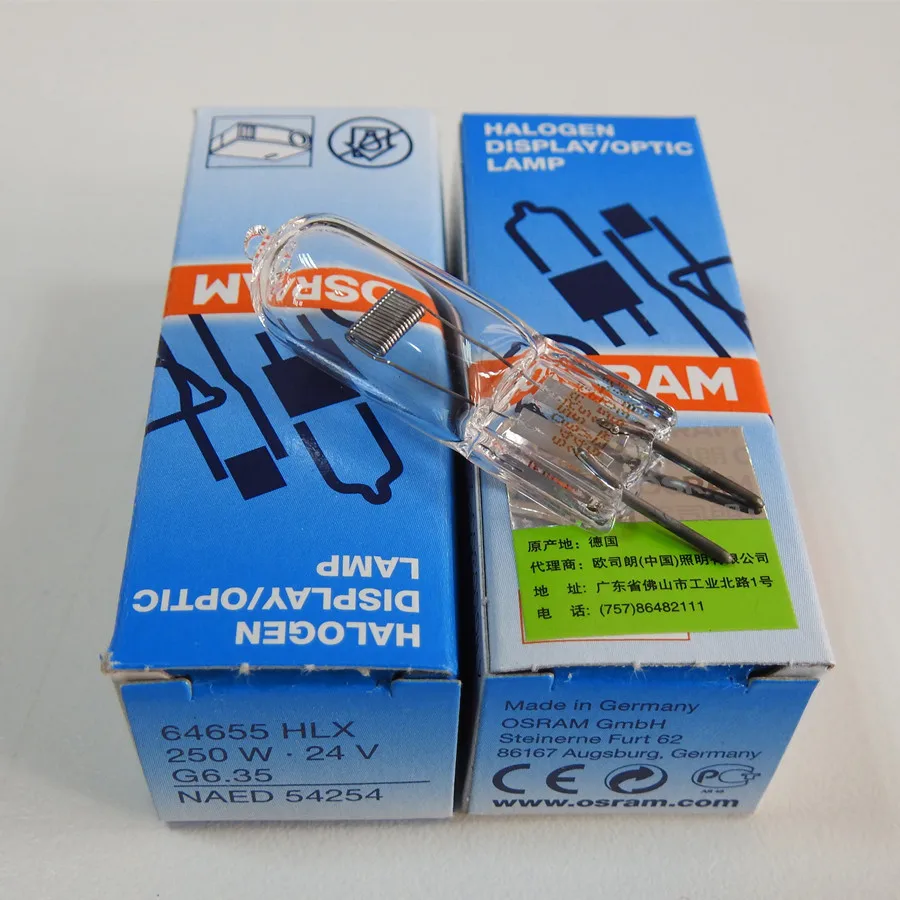 OSRAM
HALOGEN
DISPLAY/OPTIC
LAMP
64655 HLX
250 W · 24 V
G6.35
NAED 54254
HALOGEN
DISPLAY/OPTIC
LAMP
OSRAM
原产地: 德国
代理商: 欧司朗(中国)照明有限公司
地 址: 广东省佛山市工业北路1号
电 话: (757)86482111
Made in Germany
OSRAM GmbH
Steinerne Furt 62
86167 Augsburg, Germany
CE
www.osram.com